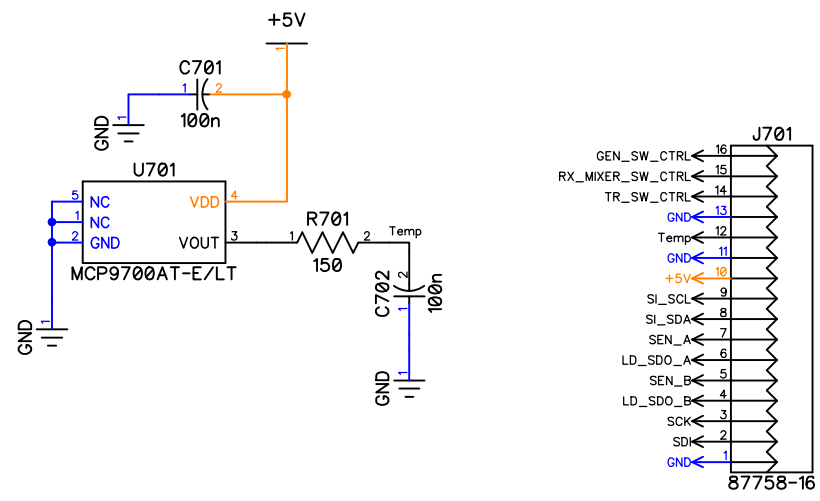 +5V
1
C701
1 2
100n
GND
1
U701
5 NC
1 NC
2 GND
VDD 4
VOUT 3
MCP9700AT-E/LT
GND
1
R701
1 2
150
Temp
2
C702
100n
1
GND
1
J701
GEN_SW_CTRL 16
RX_MIXER_SW_CTRL 15
TR_SW_CTRL 14
GND 13
Temp 12
GND 11
+5V 10
SI_SCL 9
SI_SDA 8
SEN_A 7
LD_SDO_A 6
SEN_B 5
LD_SDO_B 4
SCK 3
SDI 2
GND 1
87758-16